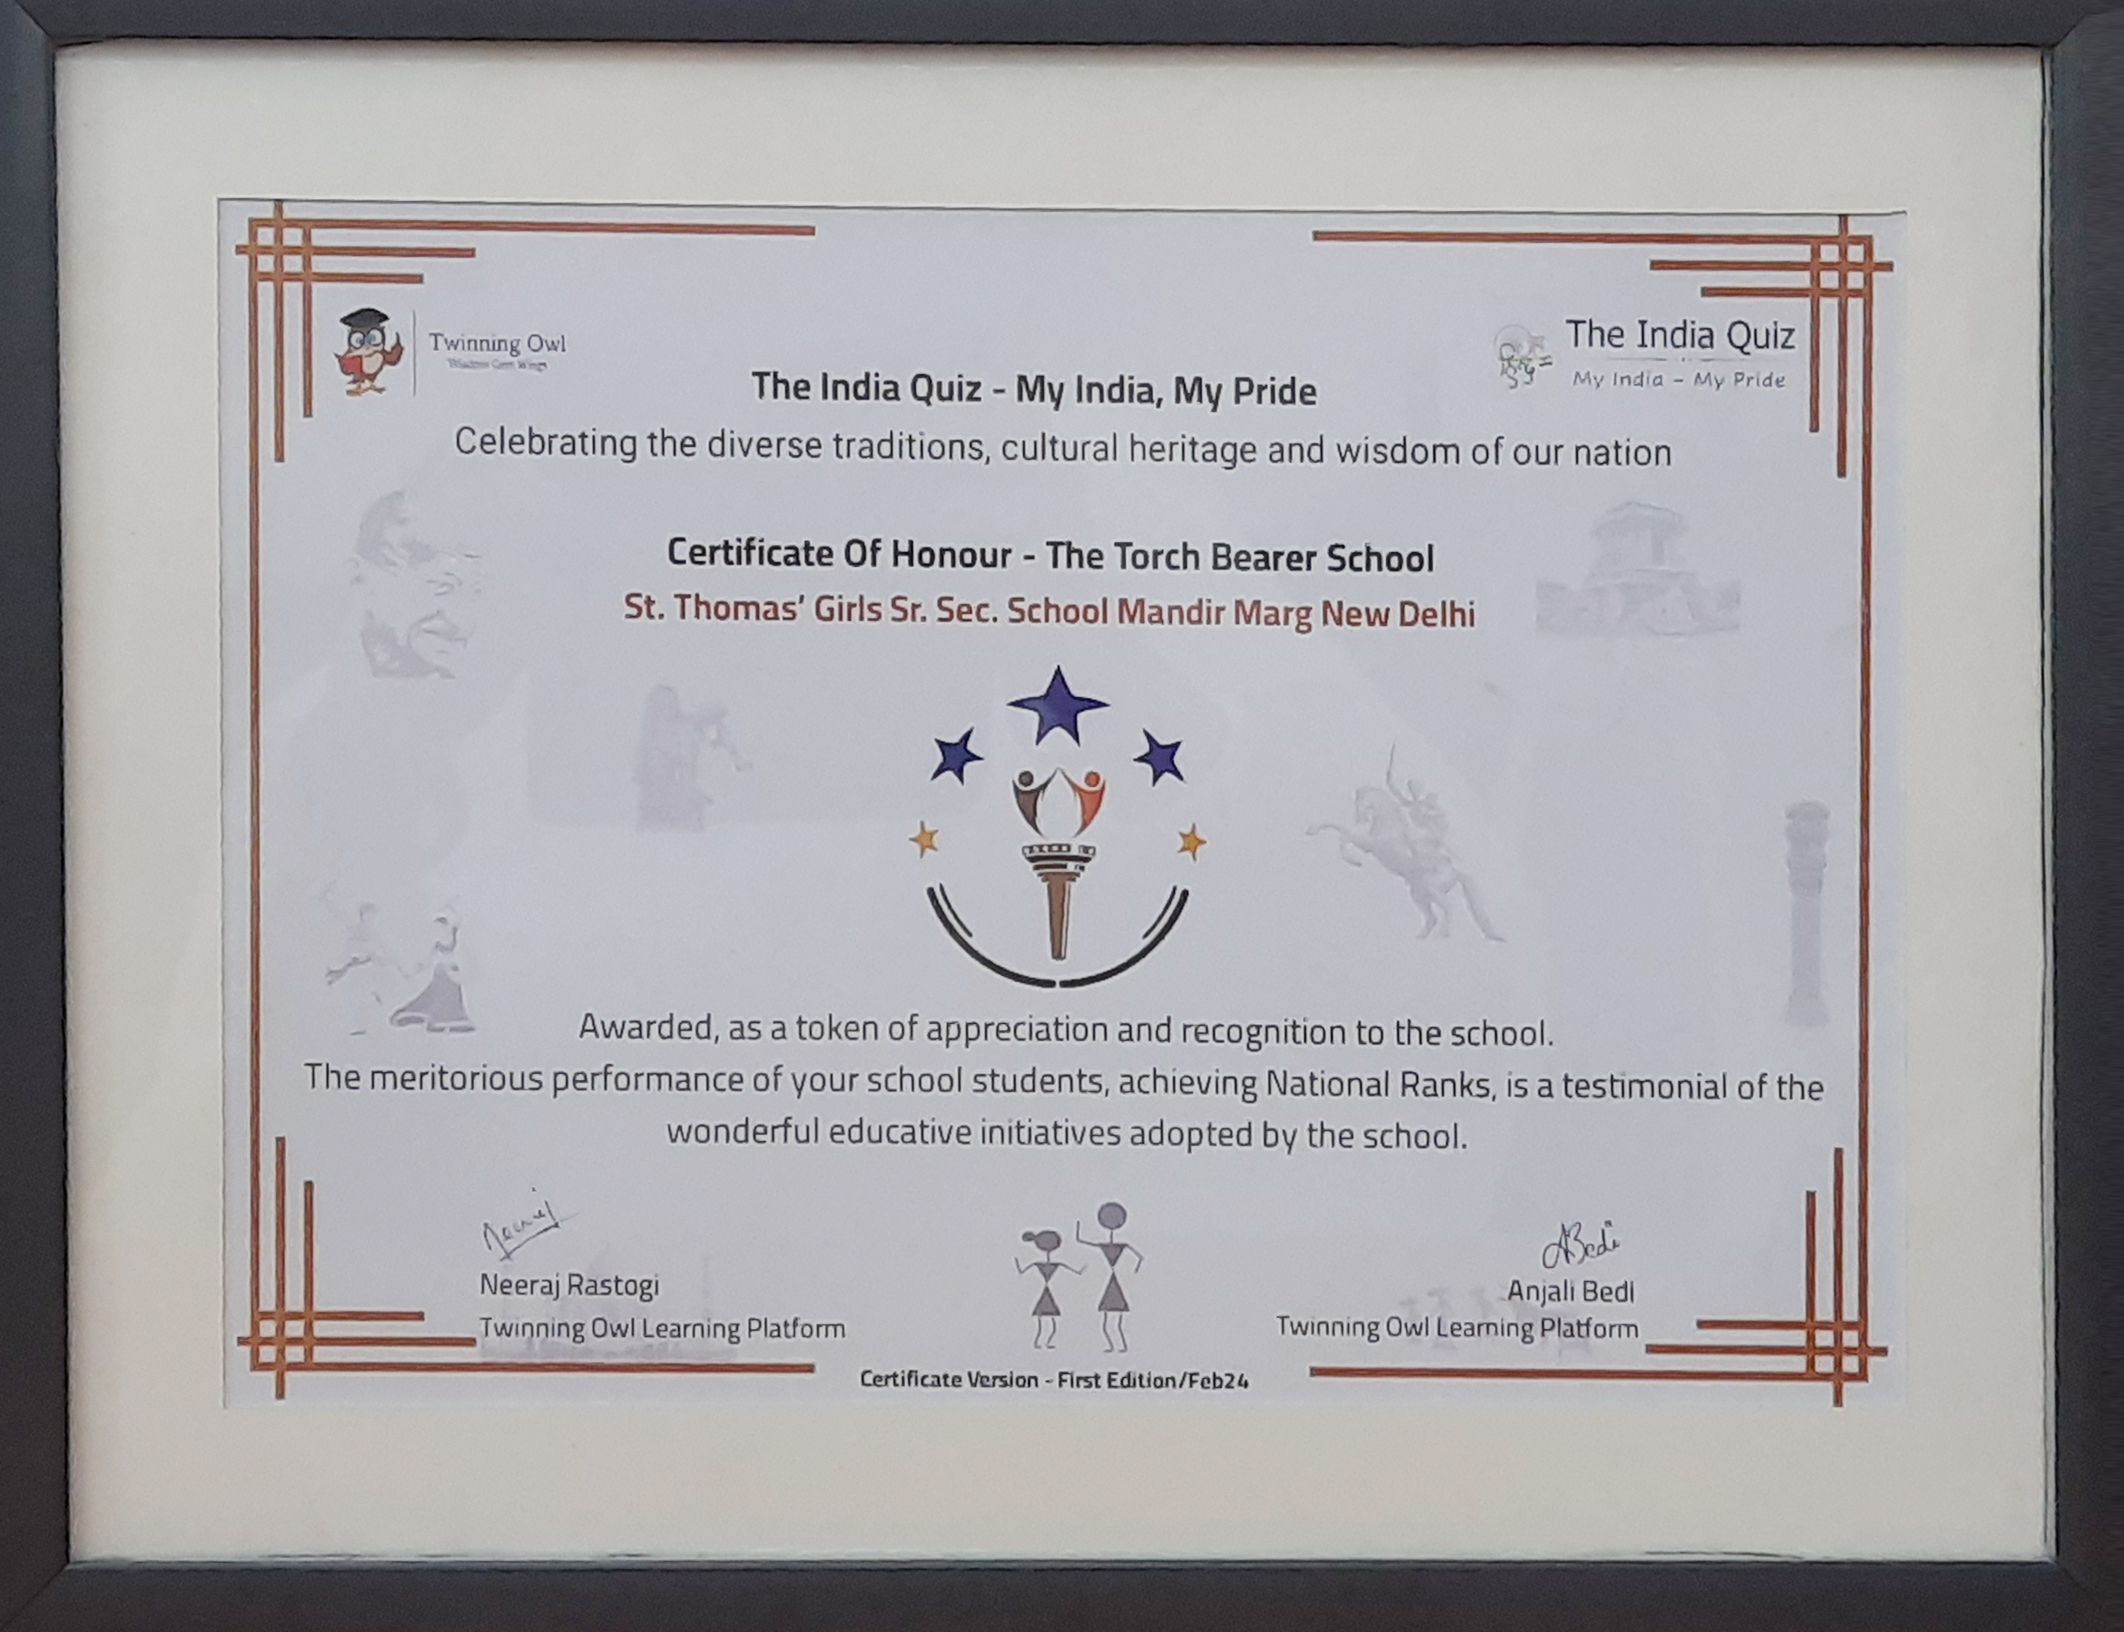 Twinning Owl
The India Quiz
My India - My Pride
The India Quiz - My India, My Pride
Celebrating the diverse traditions, cultural heritage and wisdom of our nation
Certificate Of Honour - The Torch Bearer School
St. Thomas' Girls Sr. Sec. School Mandir Marg New Delhi
Awarded, as a token of appreciation and recognition to the school.
The meritorious performance of your school students, achieving National Ranks, is a testimonial of the
wonderful educative initiatives adopted by the school.
Neeraj
ABedi
Neeraj Rastogi
Anjali Bedi
Twinning Owl Learning Platform
Twinning Owl Learning Platform
Certificate Version - First Edition/Feb24